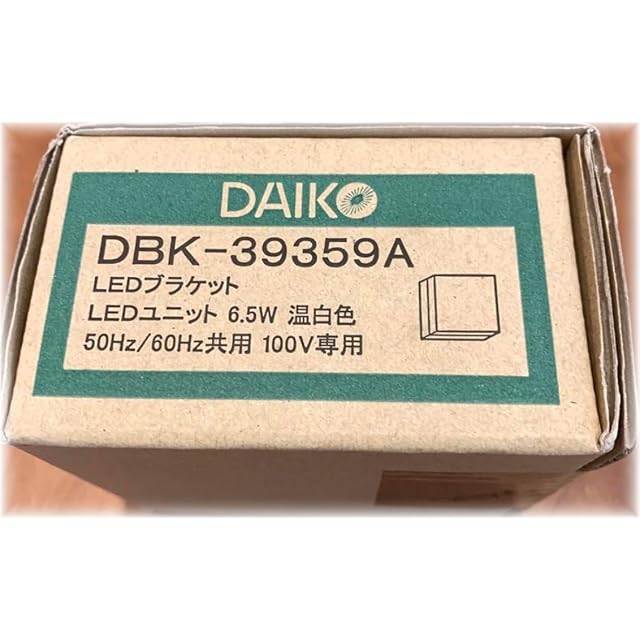 DAIKO
DBK-39359A
LEDブラケット
LEDユニット 6.5W 温白色
50Hz/60Hz共用 100V専用